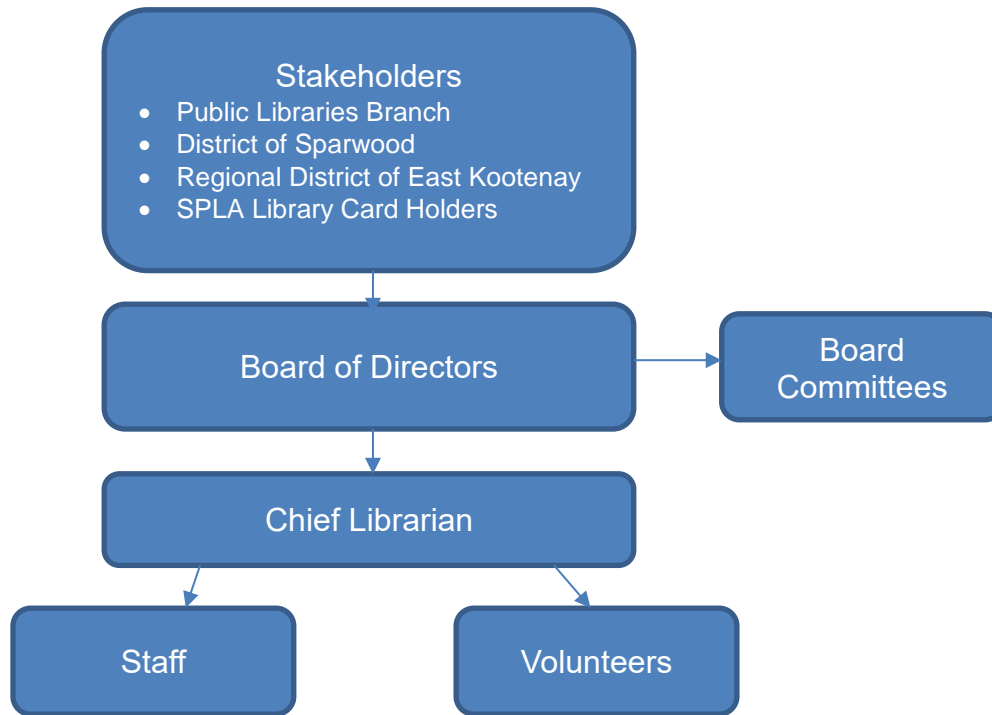 Stakeholders
• Public Libraries Branch
• District of Sparwood
• Regional District of East Kootenay
• SPLA Library Card Holders
Board of Directors
Board
Committees
Chief Librarian
Staff
Volunteers